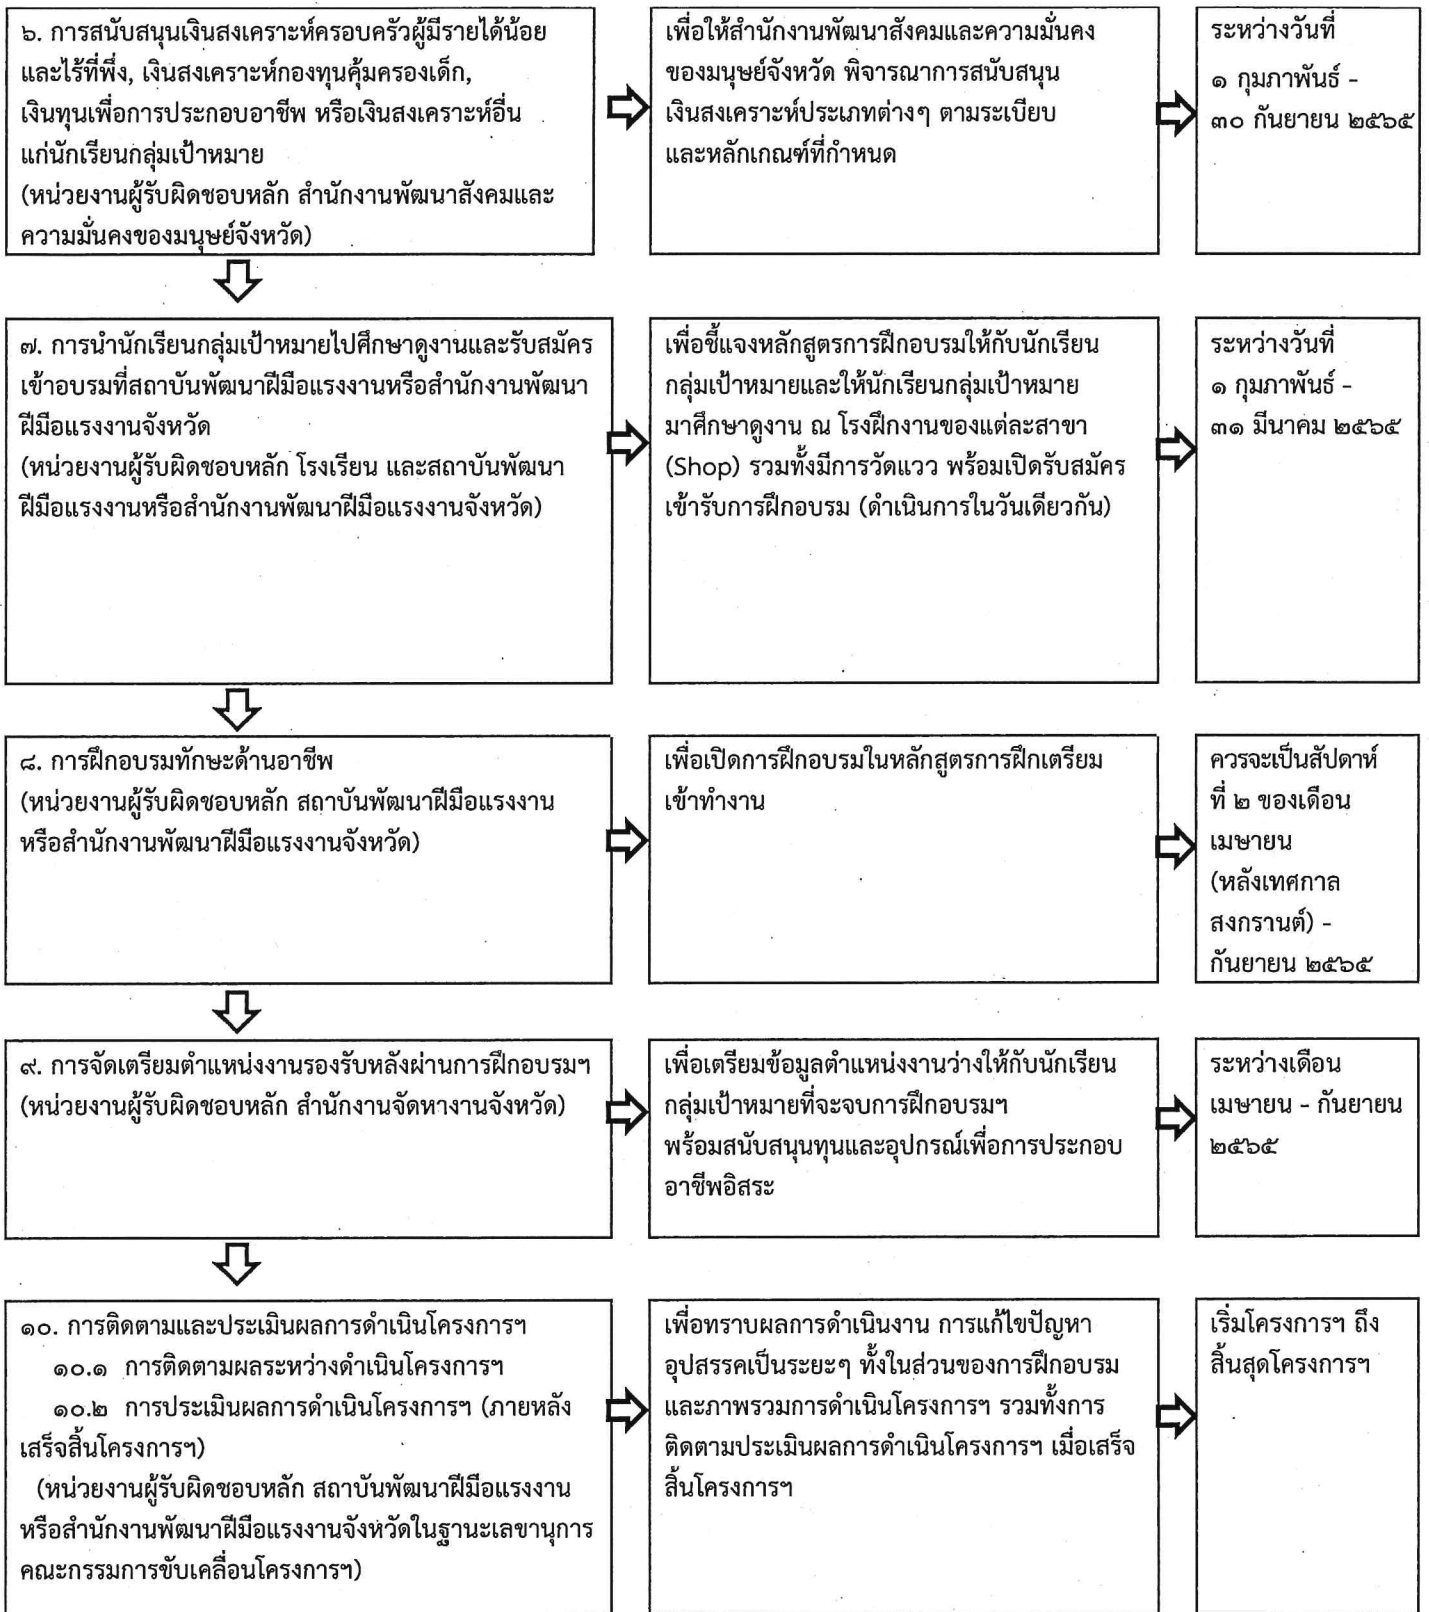 ๖. การสนับสนุนเงินสงเคราะห์ครอบครัวผู้มีรายได้น้อย
และไร้ที่พึ่ง, เงินสงเคราะห์กองทุนคุ้มครองเด็ก,
เงินทุนเพื่อการประกอบอาชีพ หรือเงินสงเคราะห์อื่น
แก่นักเรียนกลุ่มเป้าหมาย
(หน่วยงานผู้รับผิดชอบหลัก สำนักงานพัฒนาสังคมและ
ความมั่นคงของมนุษย์จังหวัด)
เพื่อให้สำนักงานพัฒนาสังคมและความมั่นคง
ของมนุษย์จังหวัด พิจารณาการสนับสนุน
เงินสงเคราะห์ประเภทต่างๆ ตามระเบียบ
และหลักเกณฑ์ที่กำหนด
ระหว่างวันที่
๑ กุมภาพันธ์ -
๓๐ กันยายน ๒๕๖๕
๗. การนำนักเรียนกลุ่มเป้าหมายไปศึกษาดูงานและรับสมัคร
เข้าอบรมที่สถาบันพัฒนาฝีมือแรงงานหรือสำนักงานพัฒนา
ฝีมือแรงงานจังหวัด
(หน่วยงานผู้รับผิดชอบหลัก โรงเรียน และสถาบันพัฒนา
ฝีมือแรงงานหรือสำนักงานพัฒนาฝีมือแรงงานจังหวัด)
เพื่อชี้แจงหลักสูตรการฝึกอบรมให้กับนักเรียน
กลุ่มเป้าหมายและให้นักเรียนกลุ่มเป้าหมาย
มาศึกษาดูงาน ณ โรงฝึกงานของแต่ละสาขา
(Shop) รวมทั้งมีการวัดแวว พร้อมเปิดรับสมัคร
เข้ารับการฝึกอบรม (ดำเนินการในวันเดียวกัน)
ระหว่างวันที่
๑ กุมภาพันธ์ -
๓๑ มีนาคม ๒๕๖๕
๘. การฝึกอบรมทักษะด้านอาชีพ
(หน่วยงานผู้รับผิดชอบหลัก สถาบันพัฒนาฝีมือแรงงาน
หรือสำนักงานพัฒนาฝีมือแรงงานจังหวัด)
เพื่อเปิดการฝึกอบรมในหลักสูตรการฝึกเตรียม
เข้าทำงาน
ควรจะเป็นสัปดาห์
ที่ ๒ ของเดือน
เมษายน
(หลังเทศกาล
สงกรานต์) -
กันยายน ๒๕๖๕
๙. การจัดเตรียมตำแหน่งงานรองรับหลังผ่านการฝึกอบรมฯ
(หน่วยงานผู้รับผิดชอบหลัก สำนักงานจัดหางานจังหวัด)
เพื่อเตรียมข้อมูลตำแหน่งงานว่างให้กับนักเรียน
กลุ่มเป้าหมายที่จะจบการฝึกอบรมฯ
พร้อมสนับสนุนทุนและอุปกรณ์เพื่อการประกอบ
อาชีพอิสระ
ระหว่างเดือน
เมษายน - กันยายน
๒๕๖๕
๑๐. การติดตามและประเมินผลการดำเนินโครงการฯ
๑๐.๑ การติดตามผลระหว่างดำเนินโครงการฯ
๑๐.๒ การประเมินผลการดำเนินโครงการฯ (ภายหลัง
เสร็จสิ้นโครงการฯ)
(หน่วยงานผู้รับผิดชอบหลัก สถาบันพัฒนาฝีมือแรงงาน
หรือสำนักงานพัฒนาฝีมือแรงงานจังหวัดในฐานะเลขานุการ
คณะกรรมการขับเคลื่อนโครงการฯ)
เพื่อทราบผลการดำเนินงาน การแก้ไขปัญหา
อุปสรรคเป็นระยะๆ ทั้งในส่วนของการฝึกอบรม
และภาพรวมการดำเนินโครงการฯ รวมทั้งการ
ติดตามประเมินผลการดำเนินโครงการฯ เมื่อเสร็จ
สิ้นโครงการฯ
เริ่มโครงการฯ ถึง
สิ้นสุดโครงการฯ